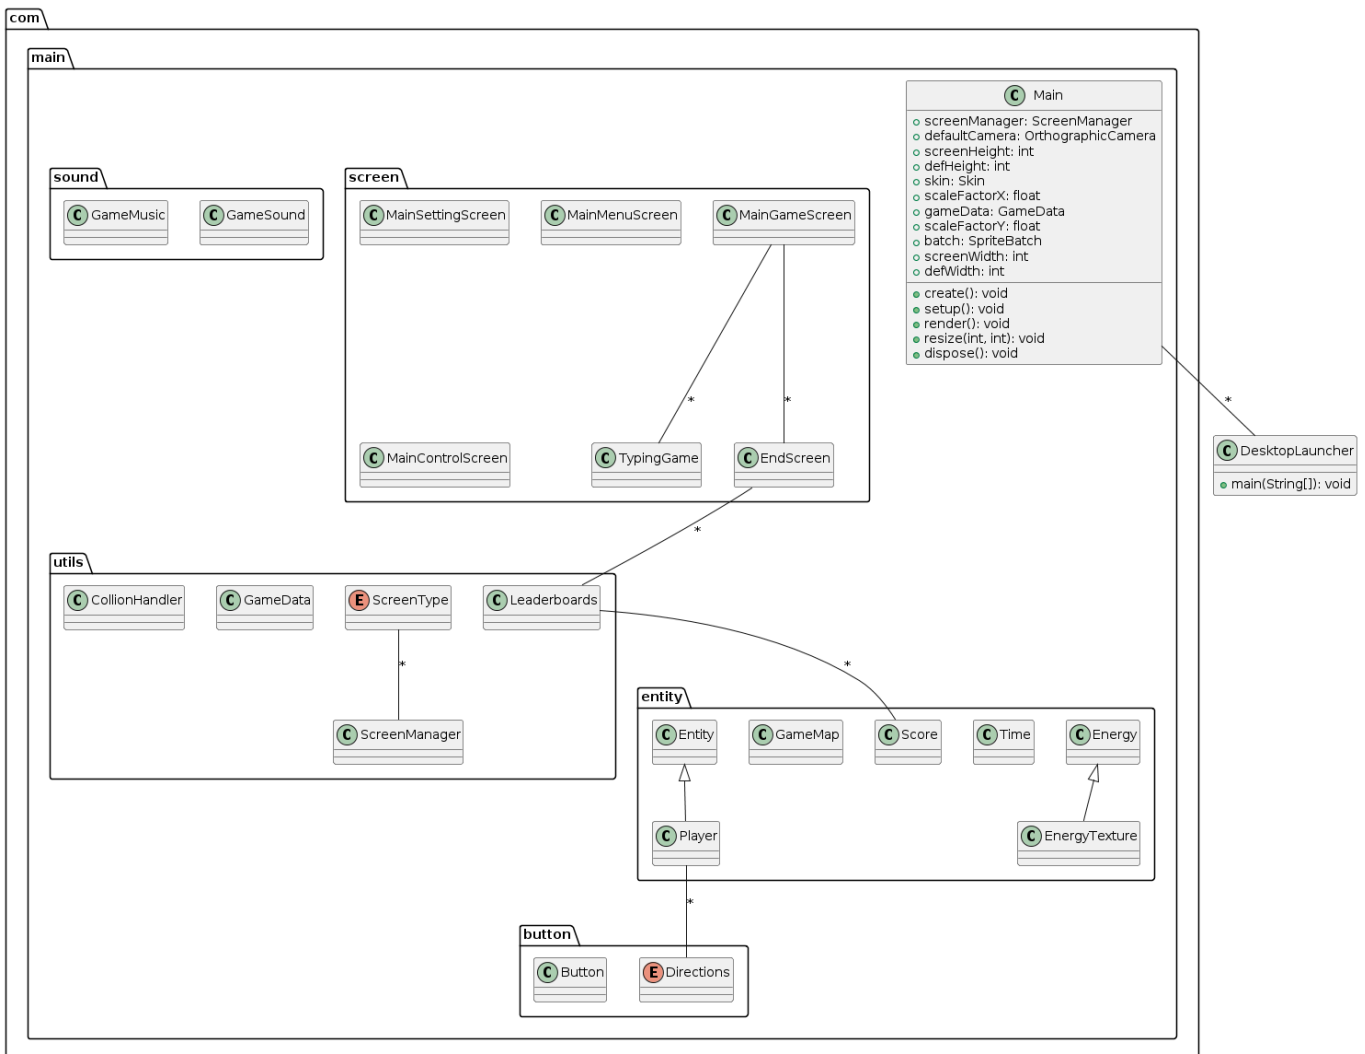 com
main
C Main
screenManager: ScreenManager
defaultCamera: OrthographicCamera
screenHeight: int
defHeight: int
skin: Skin
scaleFactorX: float
gameData: GameData
scaleFactorY: float
batch: SpriteBatch
screenWidth: int
defWidth: int
create(): void
setup(): void
render(): void
resize(int, int): void
dispose(): void
sound
C GameMusic
C GameSound
screen
C MainSettingScreen
C MainMenuScreen
C MainGameScreen
*
*
C MainControlScreen
C TypingGame
C EndScreen
*
C DesktopLauncher
main(String[]): void
*
utils
C CollionHandler
C GameData
E ScreenType
C Leaderboards
*
*
C ScreenManager
entity
C Entity
C GameMap
C Score
C Time
C Energy
C Player
C EnergyTexture
*
button
C Button
E Directions